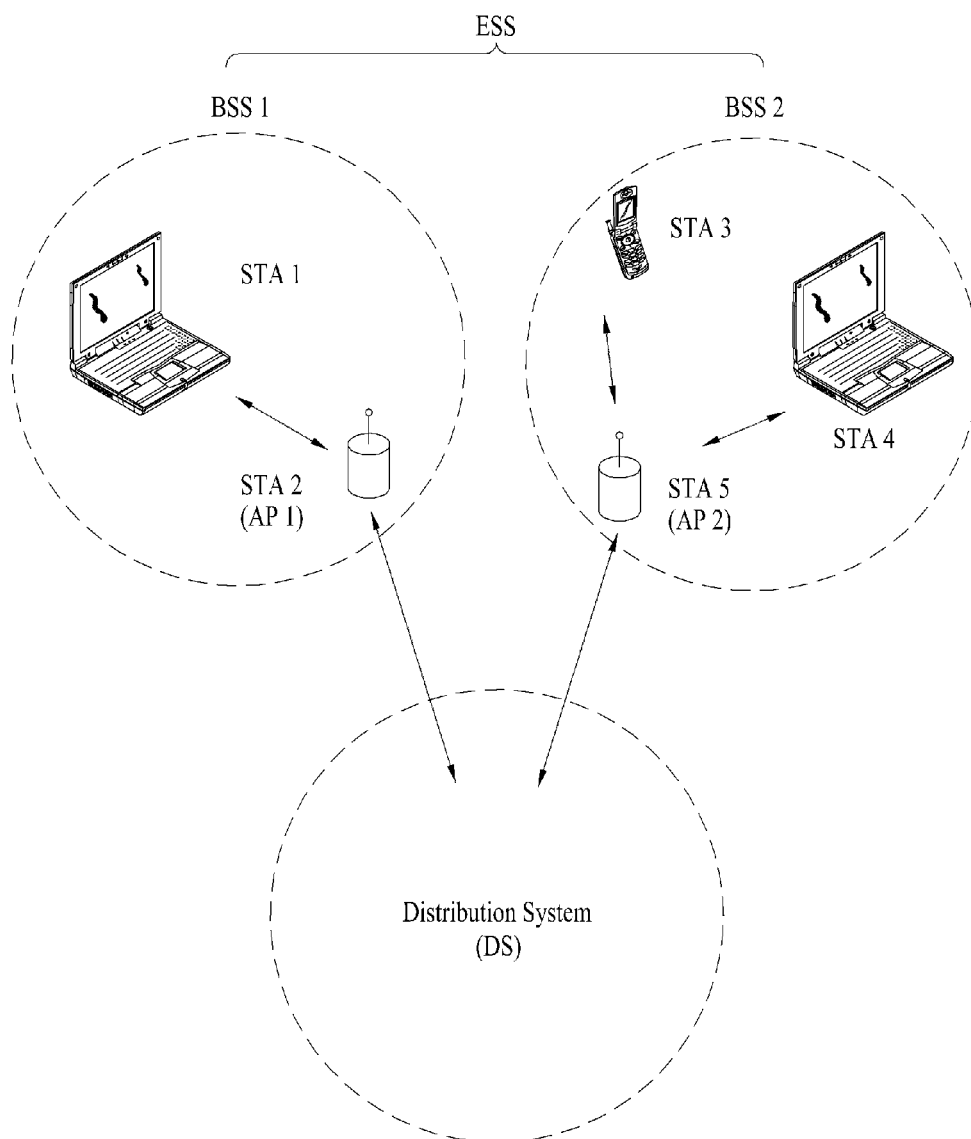 ESS
BSS 1
BSS 2
STA 1
STA 3
STA 4
STA 2
(AP 1)
STA 5
(AP 2)
Distribution System
(DS)